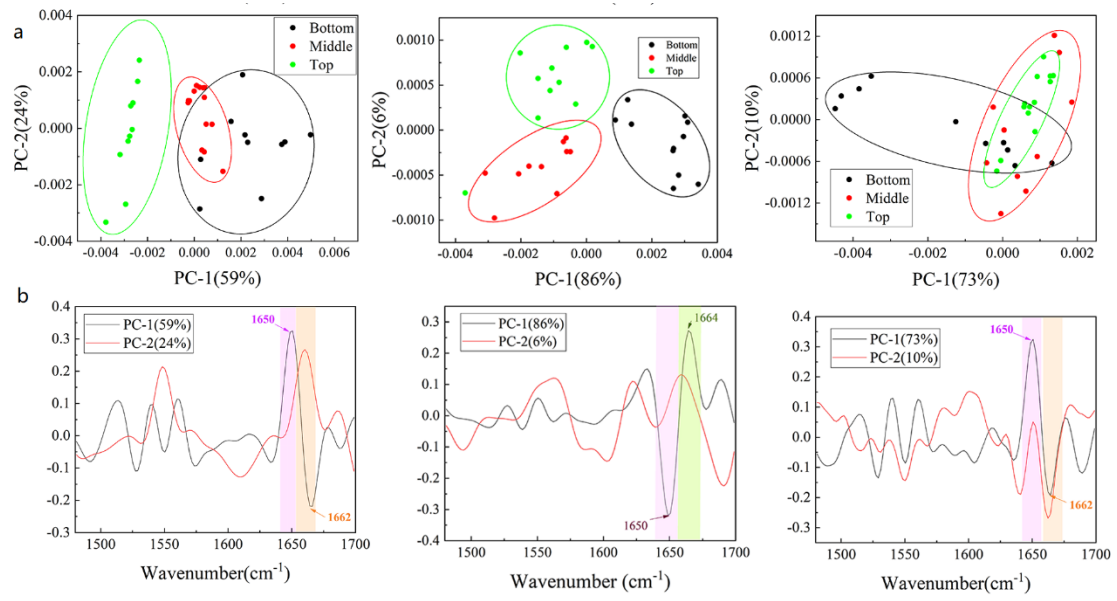 a
0.004
0.002
0.000
-0.002
-0.004
PC-2(24%)
Bottom
Middle
Top
-0.004 -0.002 0.000 0.002 0.004 0.006
PC-1(59%)
0.0010
0.0005
0.0000
-0.0005
-0.0010
PC-2(6%)
Bottom
Middle
Top
-0.004 -0.002 0.000 0.002 0.004
PC-1(86%)
0.0012
0.0006
0.0000
-0.0006
-0.0012
PC-2(10%)
Bottom
Middle
Top
-0.004 -0.002 0.000 0.002
PC-1(73%)
b
0.4
0.3
0.2
0.1
0.0
-0.1
-0.2
-0.3
PC-1(59%)
PC-2(24%)
1650
1662
1500 1550 1600 1650 1700
Wavenumber(cm-1)
0.4
0.3
0.2
0.1
0.0
-0.1
-0.2
-0.3
-0.4
PC-1(86%)
PC-2(6%)
1664
1650
1500 1550 1600 1650 1700
Wavenumber (cm-1)
0.4
0.3
0.2
0.1
0.0
-0.1
-0.2
-0.3
PC-1(73%)
PC-2(10%)
1650
1662
1500 1550 1600 1650 1700
Wavenumber(cm-1)